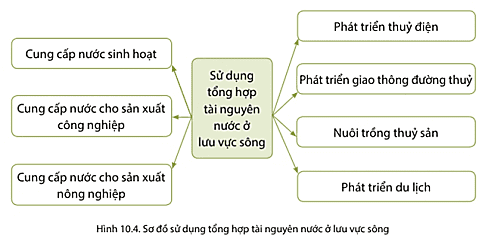 Cung cấp nước sinh hoạt
Cung cấp nước cho sản xuất
công nghiệp
Cung cấp nước cho sản xuất
nông nghiệp
Sử dụng
tổng hợp
tài nguyên
nước ở
lưu vực sông
Phát triển thuỷ điện
Phát triển giao thông đường thuỷ
Nuôi trồng thuỷ sản
Phát triển du lịch
Hình 10.4. Sơ đồ sử dụng tổng hợp tài nguyên nước ở lưu vực sông